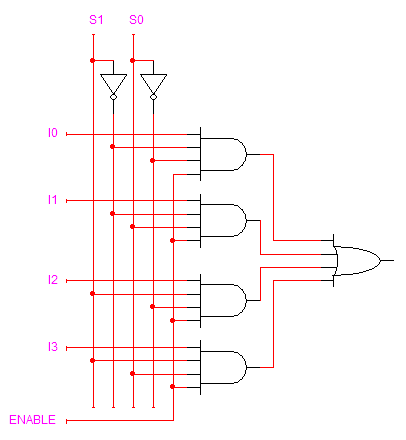 S1 S0
I0
I1
I2
I3
ENABLE